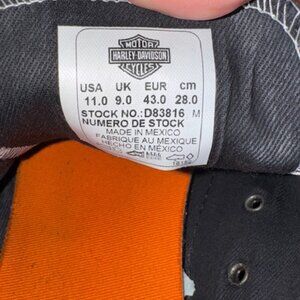 MOTOR
HARLEY-DAVIDSON
CYCLES
USA UK EUR cm
11.0 9.0 43.0 28.0
STOCK NO.:D83816 M
NUMERO DE STOCK
MADE IN MEXICO
FABRIQUE AU MEXIQUE
HECHO EN MEXICO